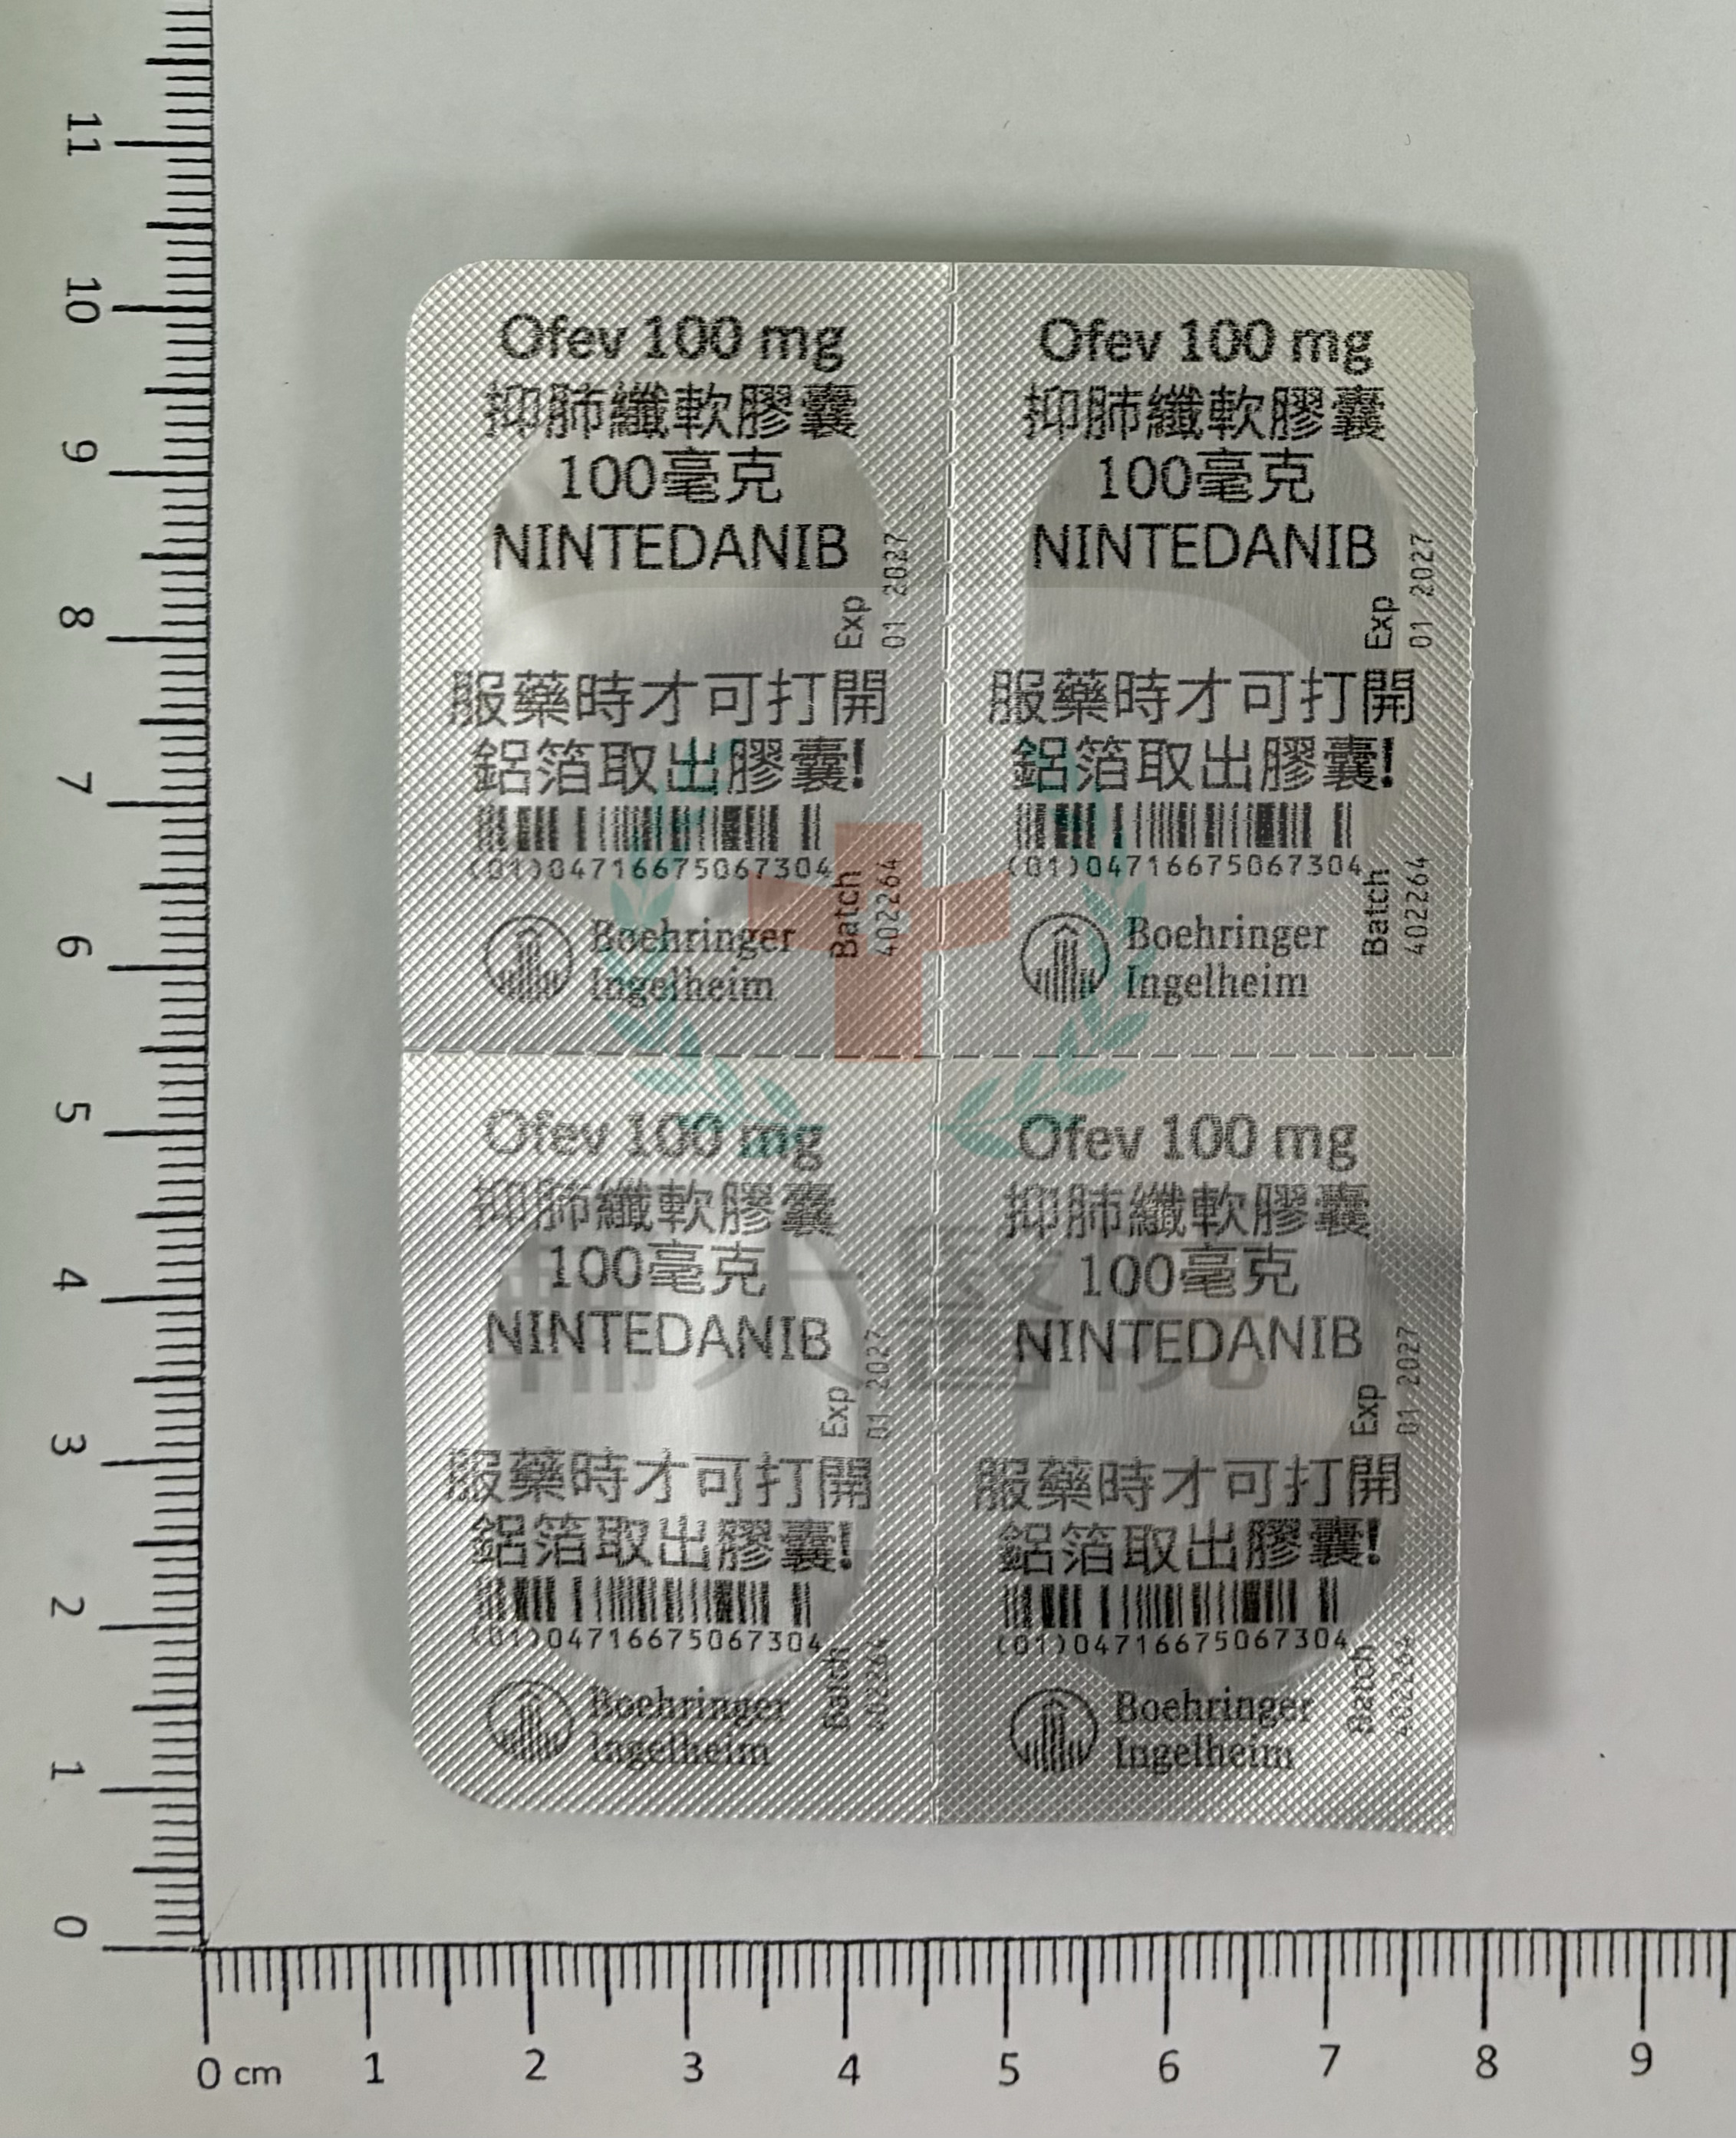 Ofev 100 mg
抑肺纖軟膠囊
100毫克
NINTEDANIB
Exp
01 2027
服藥時才可打開
鋁箔取出膠囊!
(01)04716675067304
Batch
402264
Boehringer
Ingelheim
Ofev 100 mg
抑肺纖軟膠囊
100毫克
NINTEDANIB
Exp
01 2027
服藥時才可打開
鋁箔取出膠囊!
(01)04716675067304
Batch
402264
Boehringer
Ingelheim
Ofev 100 mg
抑肺纖軟膠囊
100毫克
NINTEDANIB
Exp
01 2027
服藥時才可打開
鋁箔取出膠囊!
(01)04716675067304
Batch
402264
Boehringer
Ingelheim
Ofev 100 mg
抑肺纖軟膠囊
100毫克
NINTEDANIB
Exp
01 2027
服藥時才可打開
鋁箔取出膠囊!
(01)04716675067304
Batch
402264
Boehringer
Ingelheim
輔大醫院
11
10
9
8
7
6
5
4
3
2
1
0
0 cm 1 2 3 4 5 6 7 8 9